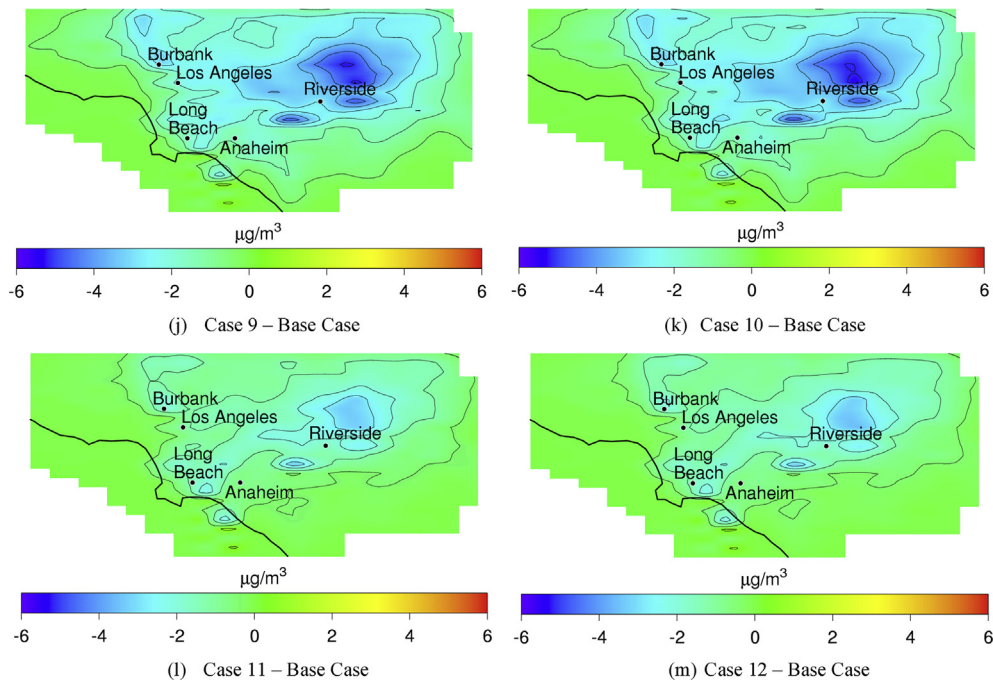 Burbank
Los Angeles
Riverside
Long
Beach
Anaheim
μg/m³
-6 -4 -2 0 2 4 6
(j) Case 9 – Base Case
Burbank
Los Angeles
Riverside
Long
Beach
Anaheim
μg/m³
-6 -4 -2 0 2 4 6
(k) Case 10 – Base Case
Burbank
Los Angeles
Riverside
Long
Beach
Anaheim
μg/m³
-6 -4 -2 0 2 4 6
(l) Case 11 – Base Case
Burbank
Los Angeles
Riverside
Long
Beach
Anaheim
μg/m³
-6 -4 -2 0 2 4 6
(m) Case 12 – Base Case